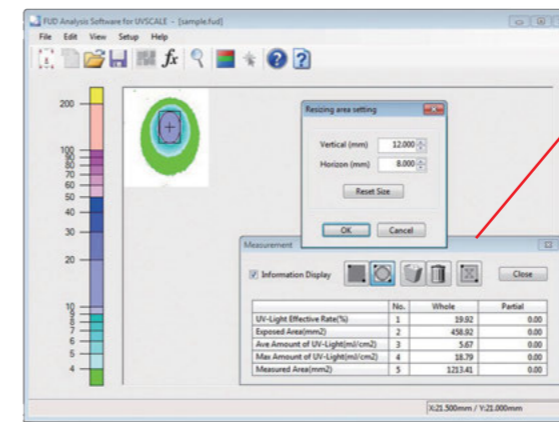 FUD Analysis Software for UVSCALE - [sample.fud]
File Edit View Setup Help
fx
200
100
90
80
70
60
50
40
30
20
10
9
8
7
6
5
4
Resizing area setting
Vertical (mm) 12.000
Horizon (mm) 8.000
Reset Size
OK Cancel
Measurement
Information Display Close
No. Whole Partial
UV-Light Effective Rate(%) 1 19.92 0.00
Exposed Area(mm2) 2 458.92 0.00
Ave Amount of UV-Light(mJ/cm2) 3 5.67 0.00
Max Amount of UV-Light(mJ/cm2) 4 18.79 0.00
Measured Area(mm2) 5 1213.41 0.00
X:21.500mm / Y:21.000mm